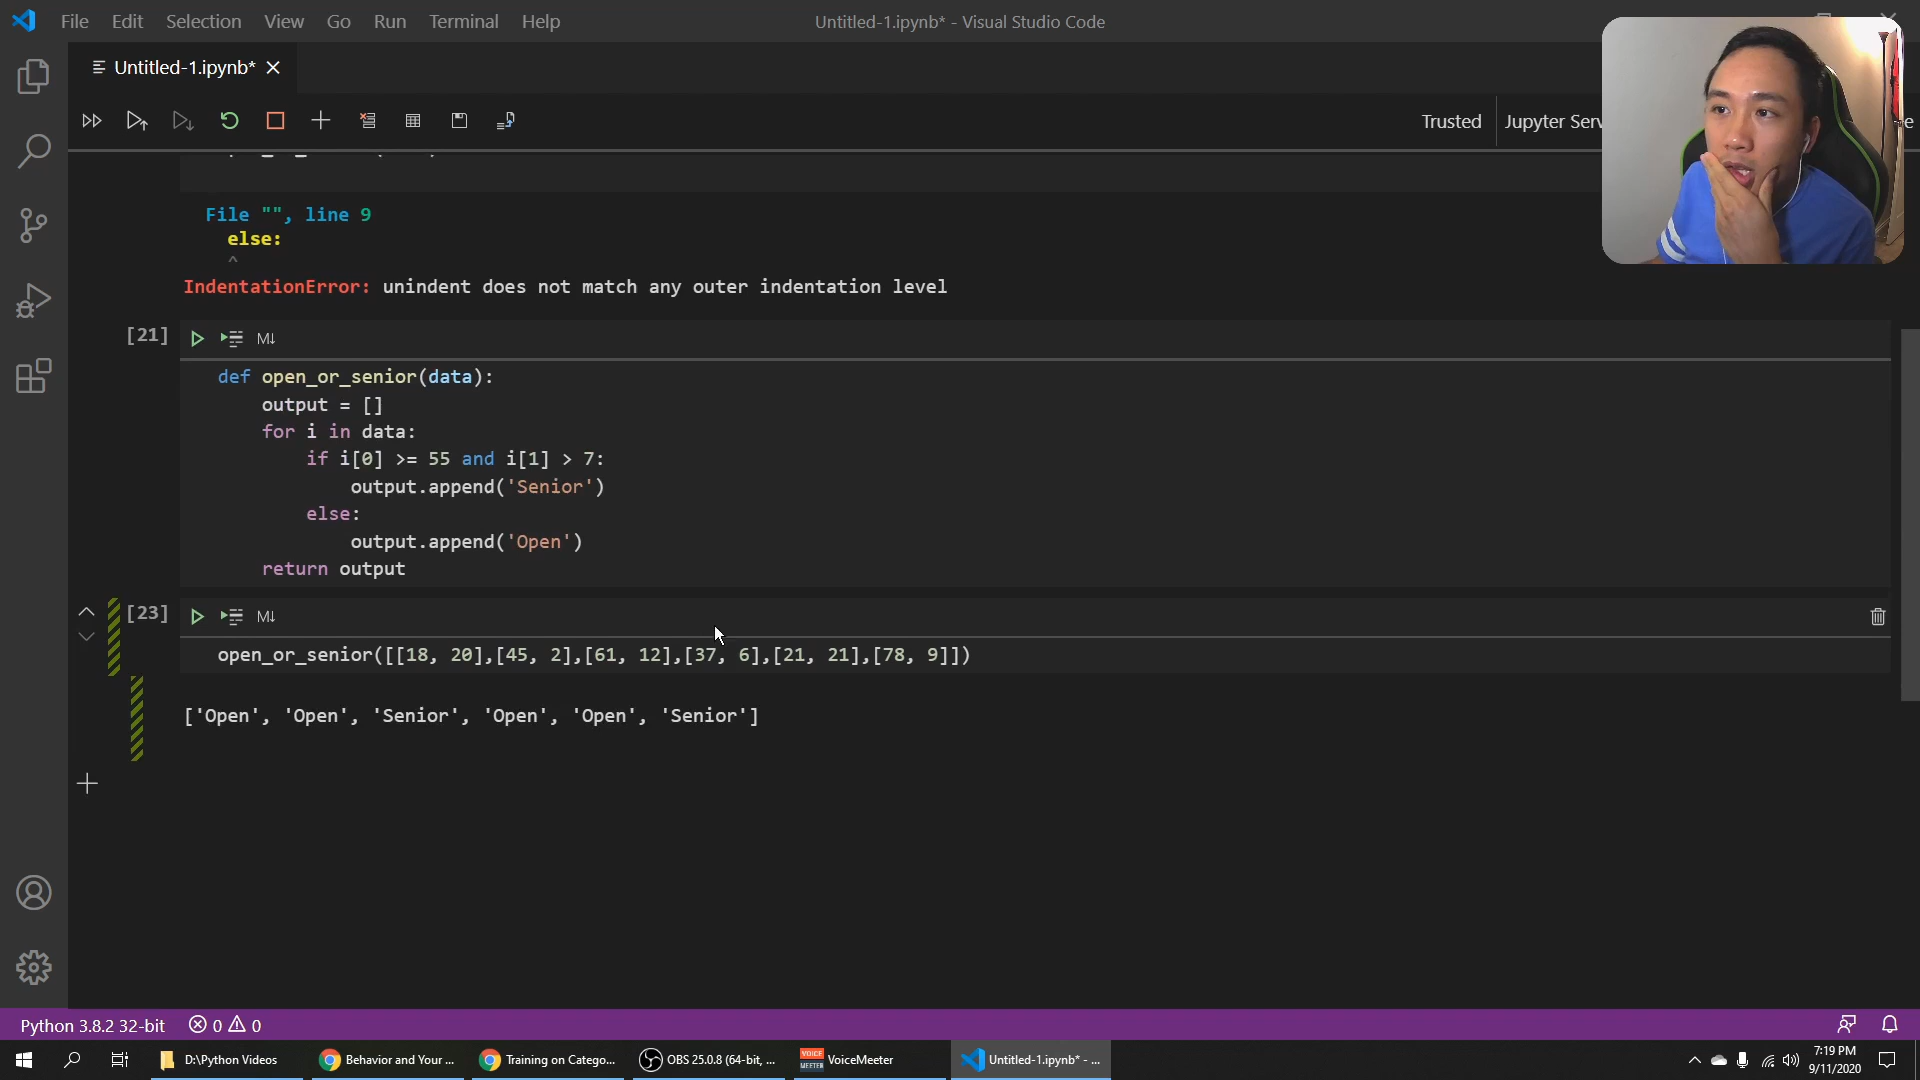 File Edit Selection View Go Run Terminal Help
Untitled-1.ipynb* - Visual Studio Code
Untitled-1.ipynb*
Trusted
Jupyter Serv
e
File "", line 9
else:
^
IndentationError: unindent does not match any outer indentation level
[21]
M↓
def open_or_senior(data):
output = []
for i in data:
if i[0] >= 55 and i[1] > 7:
output.append('Senior')
else:
output.append('Open')
return output
[23]
M↓
open_or_senior([[18, 20],[45, 2],[61, 12],[37, 6],[21, 21],[78, 9]])
['Open', 'Open', 'Senior', 'Open', 'Open', 'Senior']
Python 3.8.2 32-bit
0
0
D:\Python Videos
Behavior and Your ...
Training on Catego...
OBS 25.0.8 (64-bit, ...
VOICE MEETER
VoiceMeeter
Untitled-1.ipynb* - ...
7:19 PM
9/11/2020